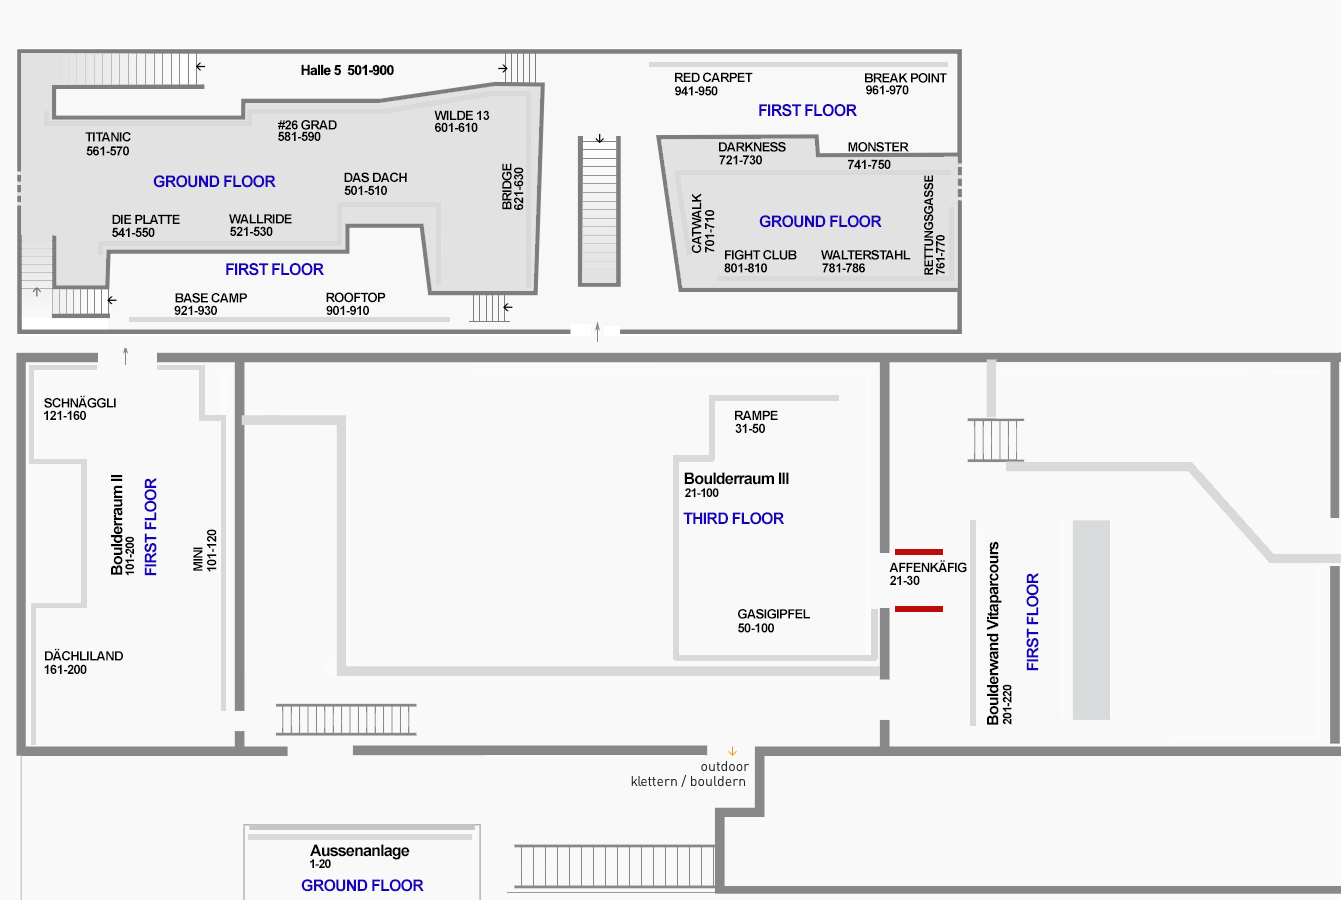 Halle 5 501-900
RED CARPET
941-950
BREAK POINT
961-970
FIRST FLOOR
TITANIC
561-570
#26 GRAD
581-590
WILDE 13
601-610
DARKNESS
721-730
MONSTER
741-750
GROUND FLOOR
DAS DACH
501-510
BRIDGE
621-630
CATWALK
701-710
GROUND FLOOR
RETTUNGSGASSE
761-770
DIE PLATTE
541-550
WALLRIDE
521-530
FIGHT CLUB
801-810
WALTERSTAHL
781-786
FIRST FLOOR
BASE CAMP
921-930
ROOFTOP
901-910
SCHNÄGGLI
121-160
Boulderraum II
101-200
FIRST FLOOR
MINI
101-120
DÄCHLILAND
161-200
RAMPE
31-50
Boulderraum III
21-100
THIRD FLOOR
GASIGIPFEL
50-100
AFFENKÄFIG
21-30
Boulderwand Vitaparcours
201-220
FIRST FLOOR
outdoor
klettern / bouldern
Aussenanlage
1-20
GROUND FLOOR